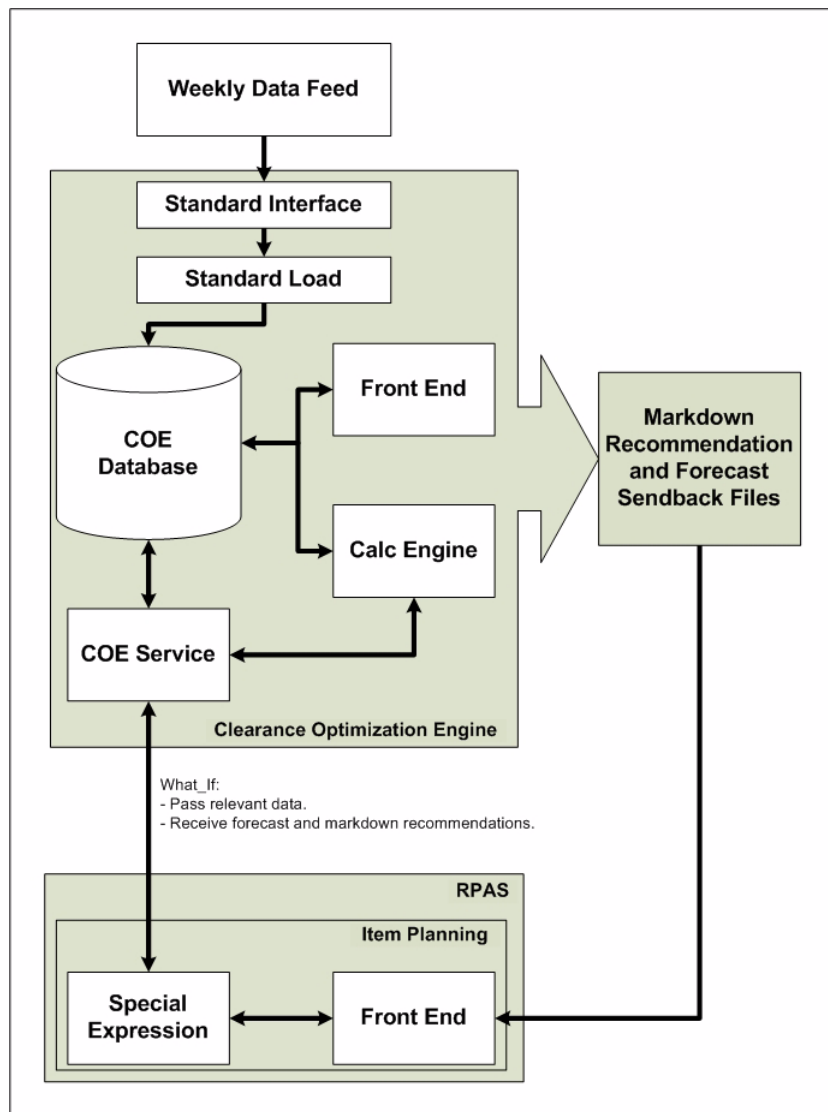 Weekly Data Feed
Standard Interface
Standard Load
COE
Database
Front End
Calc Engine
COE Service
Clearance Optimization Engine
Markdown
Recommendation
and Forecast
Sendback Files
What_If:
- Pass relevant data.
- Receive forecast and markdown recommendations.
RPAS
Item Planning
Special
Expression
Front End